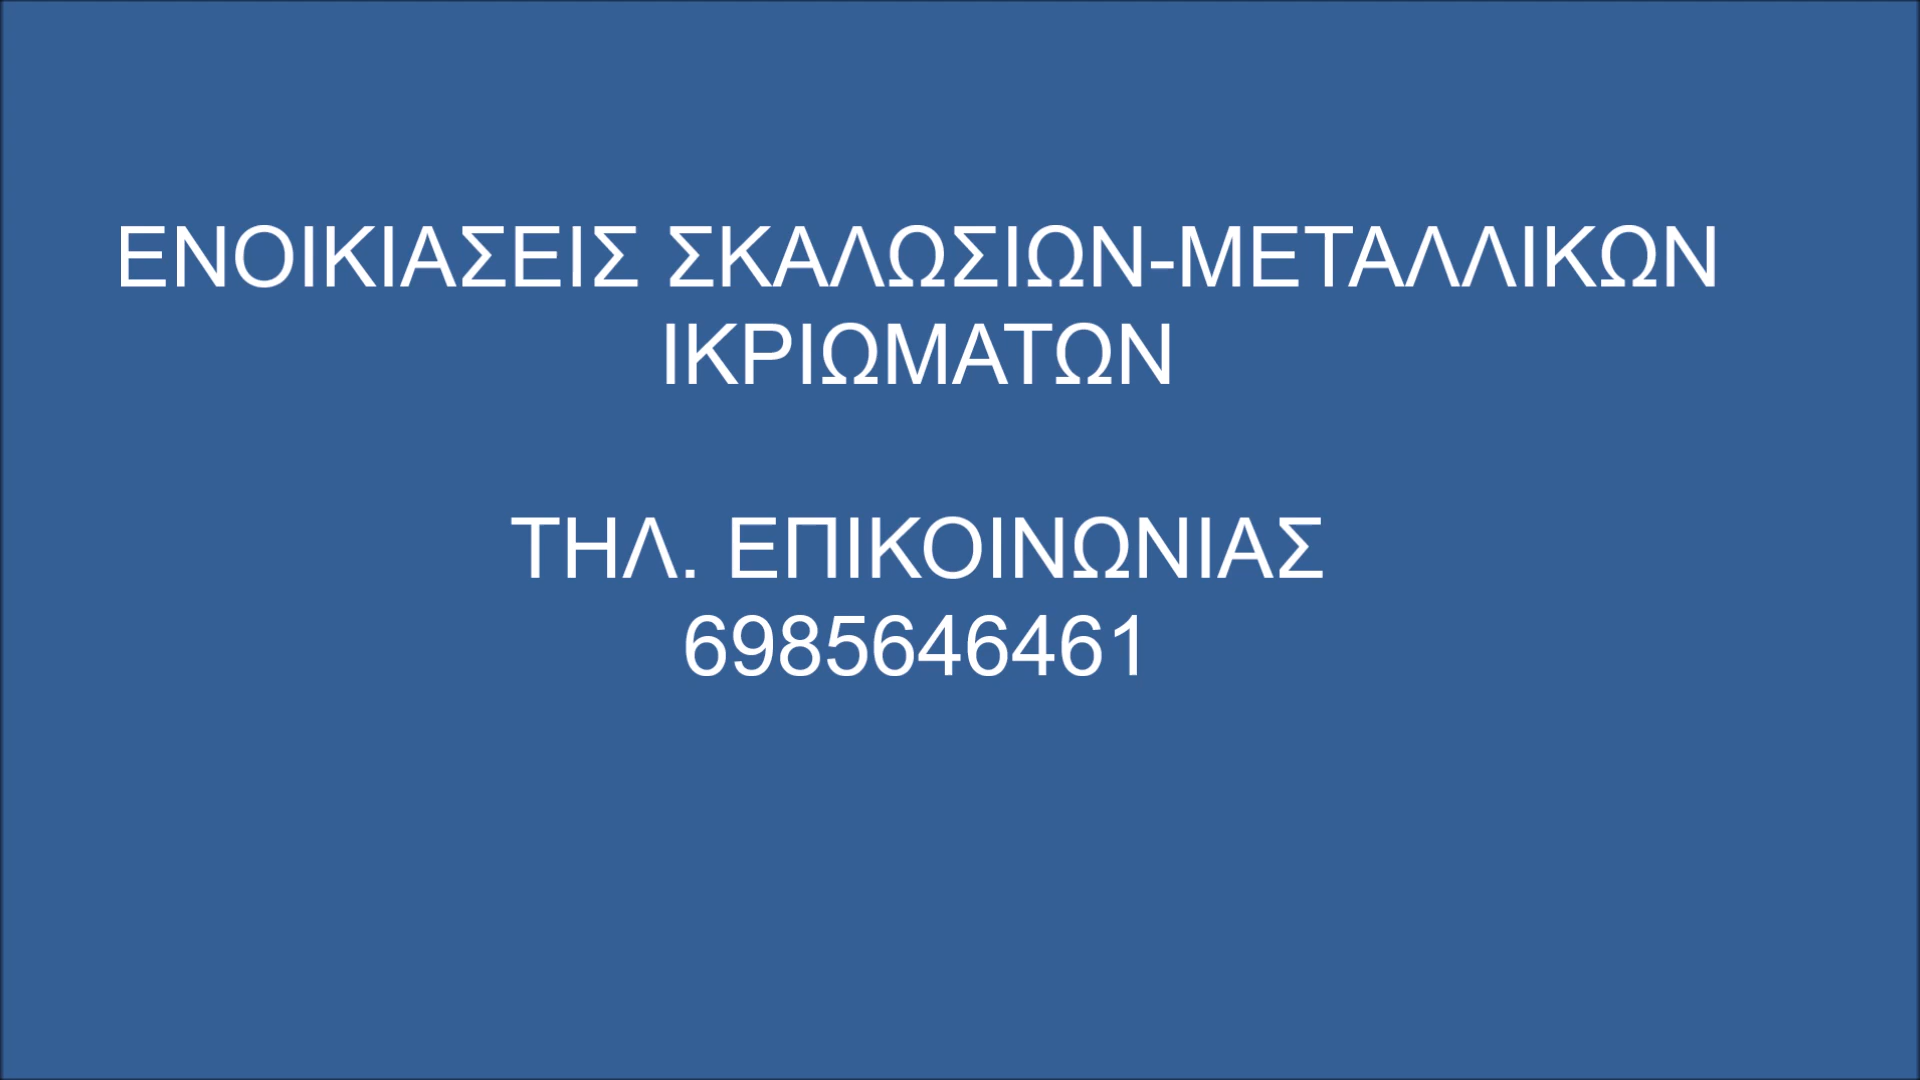 ΕΝΟΙΚΙΑΣΕΙΣ ΣΚΑΛΩΣΙΩΝ-ΜΕΤΑΛΛΙΚΩΝ
ΙΚΡΙΩΜΑΤΩΝ
ΤΗΛ. ΕΠΙΚΟΙΝΩΝΙΑΣ
6985646461